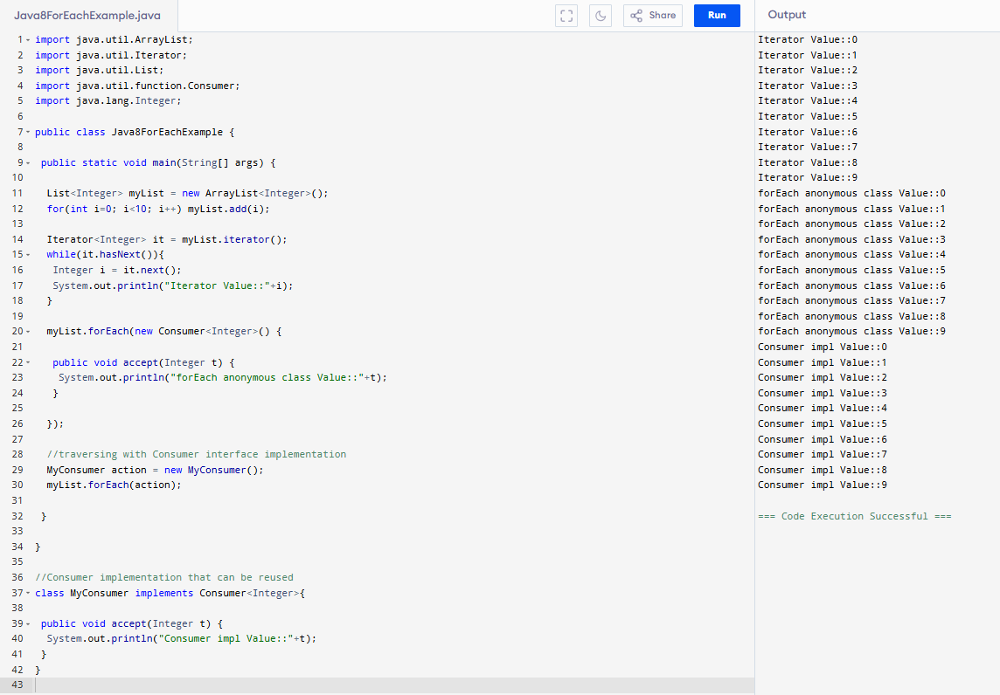 Java8ForEachExample.java
Share
Run
Output
1 import java.util.ArrayList;
2 import java.util.Iterator;
3 import java.util.List;
4 import java.util.function.Consumer;
5 import java.lang.Integer;
6
7 public class Java8ForEachExample {
8
9  public static void main(String[] args) {
10
11   List<Integer> myList = new ArrayList<Integer>();
12   for(int i=0; i<10; i++) myList.add(i);
13
14   Iterator<Integer> it = myList.iterator();
15   while(it.hasNext()){
16    Integer i = it.next();
17    System.out.println("Iterator Value::"+i);
18   }
19
20   myList.forEach(new Consumer<Integer>() {
21
22    public void accept(Integer t) {
23     System.out.println("forEach anonymous class Value::"+t);
24    }
25
26   });
27
28   //traversing with Consumer interface implementation
29   MyConsumer action = new MyConsumer();
30   myList.forEach(action);
31
32  }
33
34 }
35
36 //Consumer implementation that can be reused
37 class MyConsumer implements Consumer<Integer>{
38
39  public void accept(Integer t) {
40   System.out.println("Consumer impl Value::"+t);
41  }
42 }
43
Iterator Value::0
Iterator Value::1
Iterator Value::2
Iterator Value::3
Iterator Value::4
Iterator Value::5
Iterator Value::6
Iterator Value::7
Iterator Value::8
Iterator Value::9
forEach anonymous class Value::0
forEach anonymous class Value::1
forEach anonymous class Value::2
forEach anonymous class Value::3
forEach anonymous class Value::4
forEach anonymous class Value::5
forEach anonymous class Value::6
forEach anonymous class Value::7
forEach anonymous class Value::8
forEach anonymous class Value::9
Consumer impl Value::0
Consumer impl Value::1
Consumer impl Value::2
Consumer impl Value::3
Consumer impl Value::4
Consumer impl Value::5
Consumer impl Value::6
Consumer impl Value::7
Consumer impl Value::8
Consumer impl Value::9
=== Code Execution Successful ===